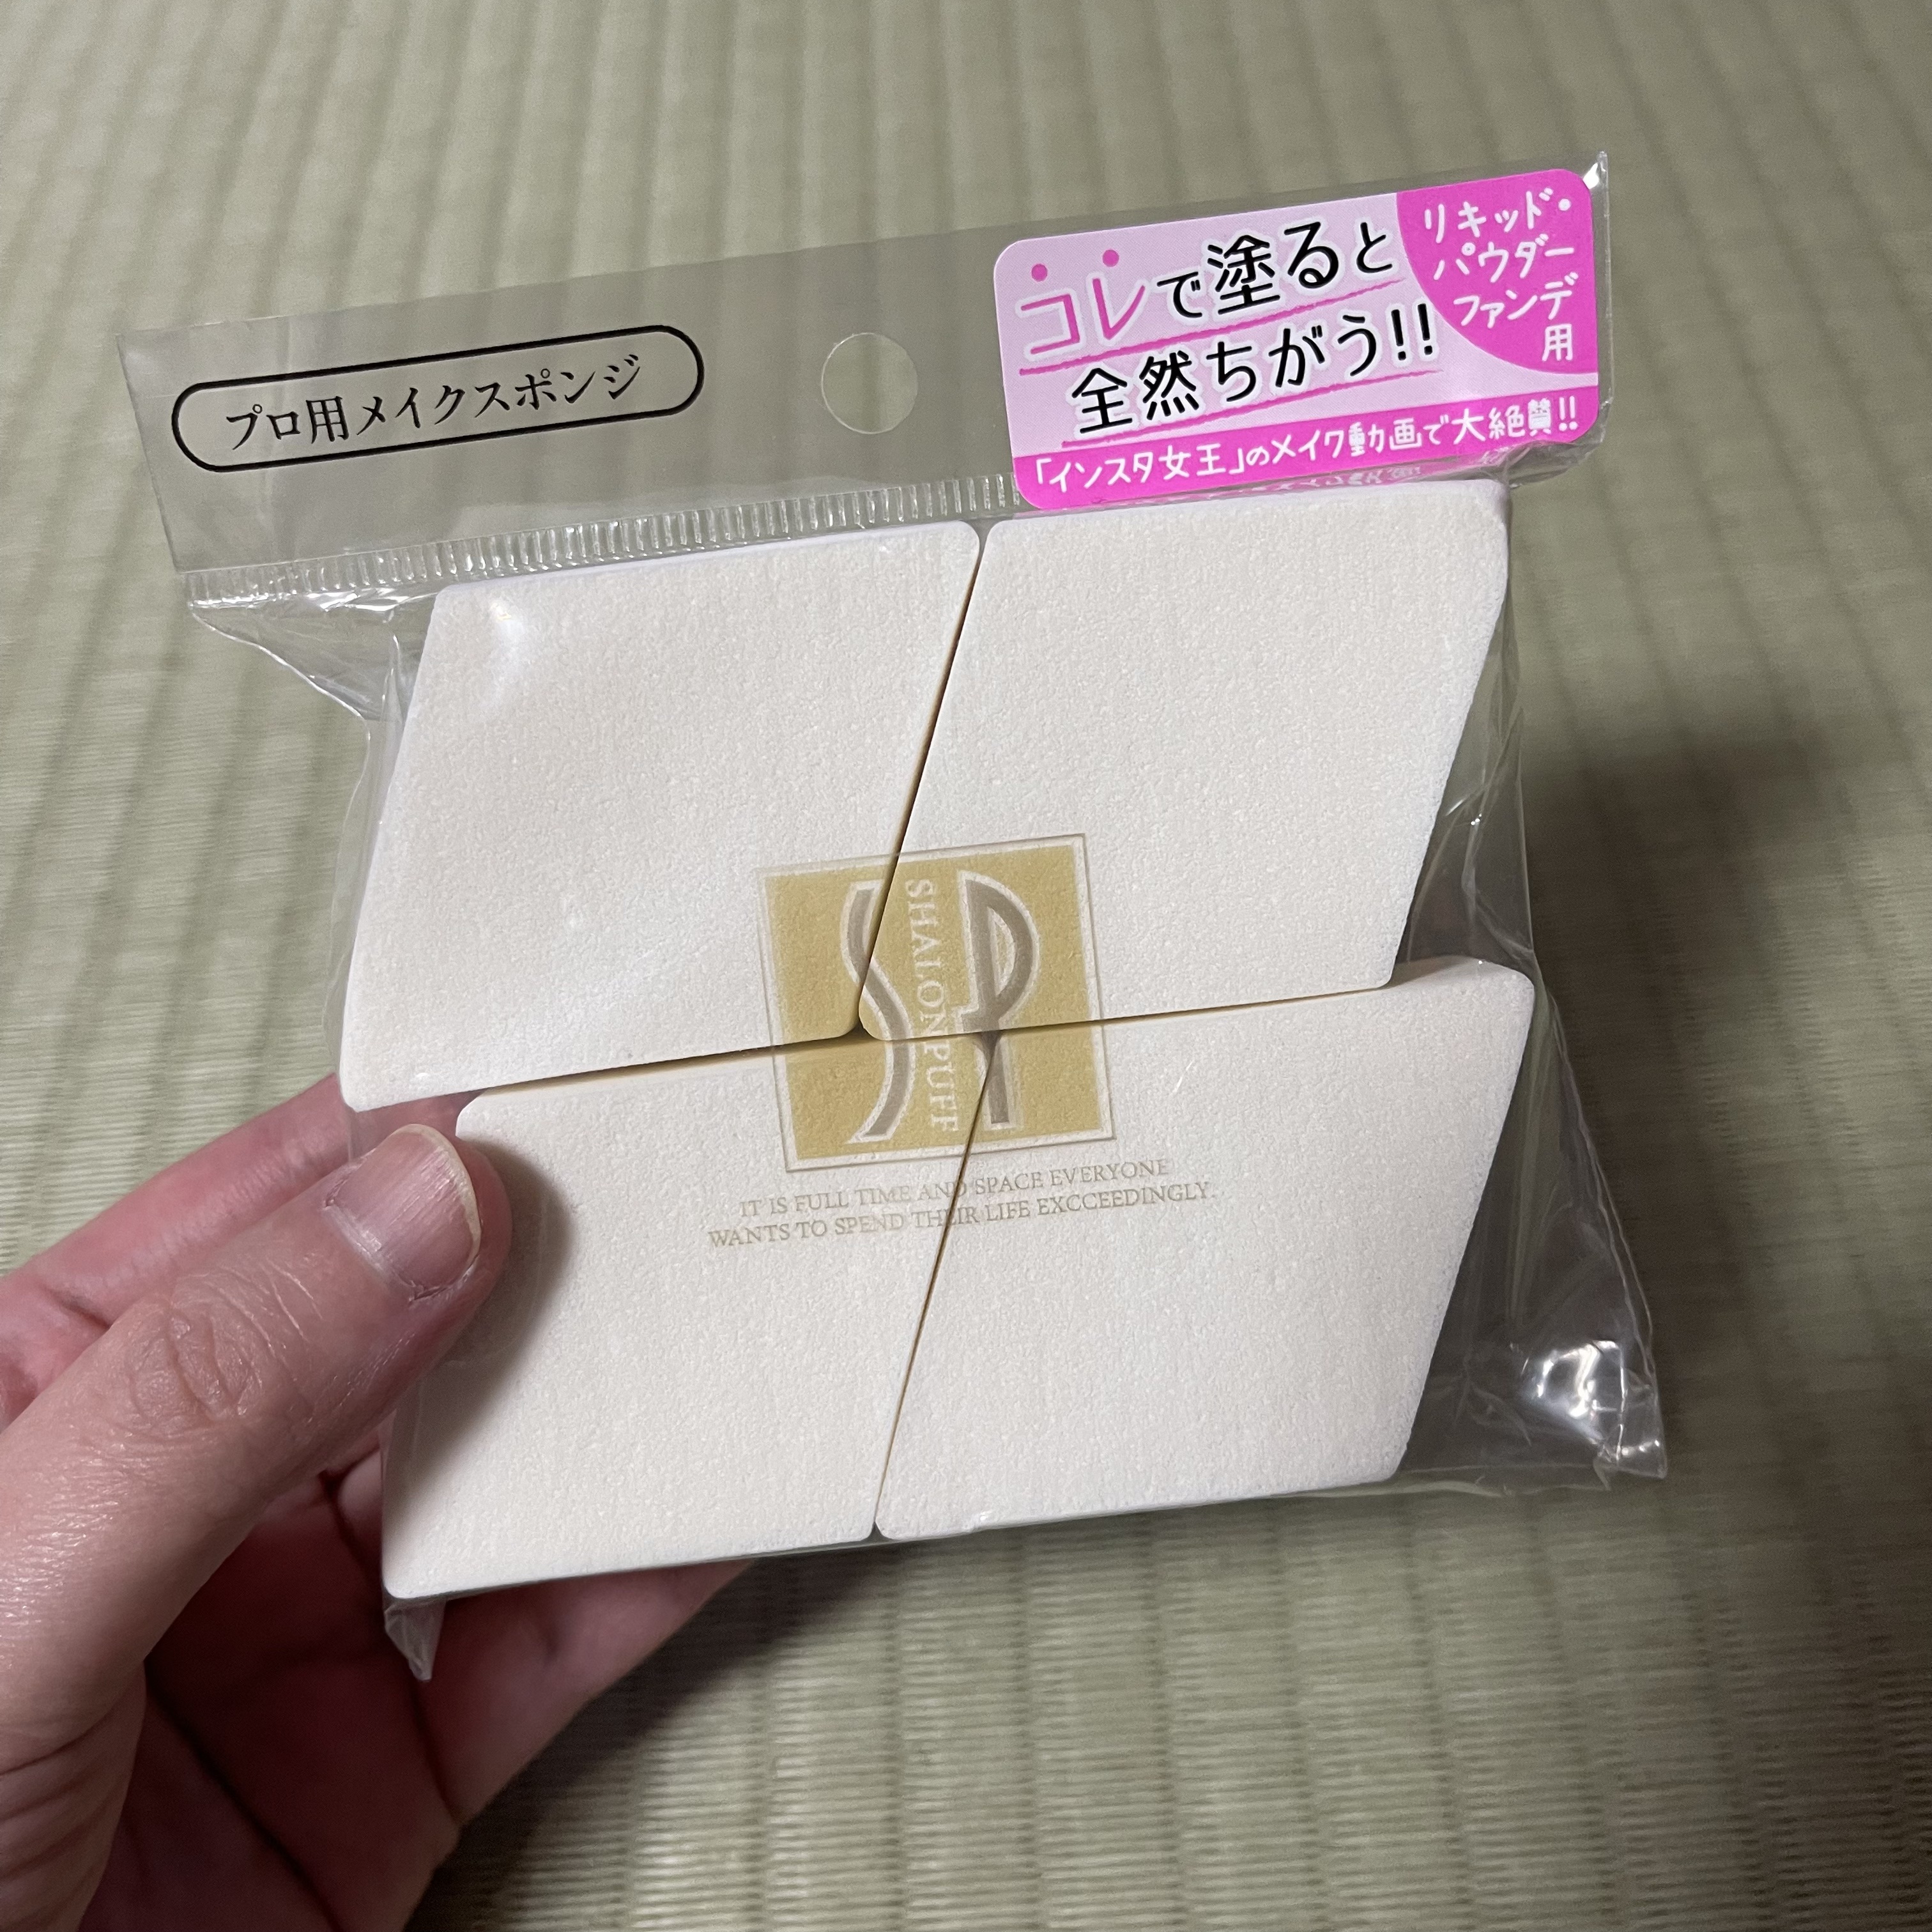 プロ用メイクスポンジ
コレで塗ると
全然ちがう!!
リキッド・
パウダー
ファンデ
用
「インスタ女王」のメイク動画で大絶賛!!
SP
SHALON PUFF
IT IS FULL TIME AND SPACE EVERYONE
WANTS TO SPEND THEIR LIFE EXCCEEDINGLY.